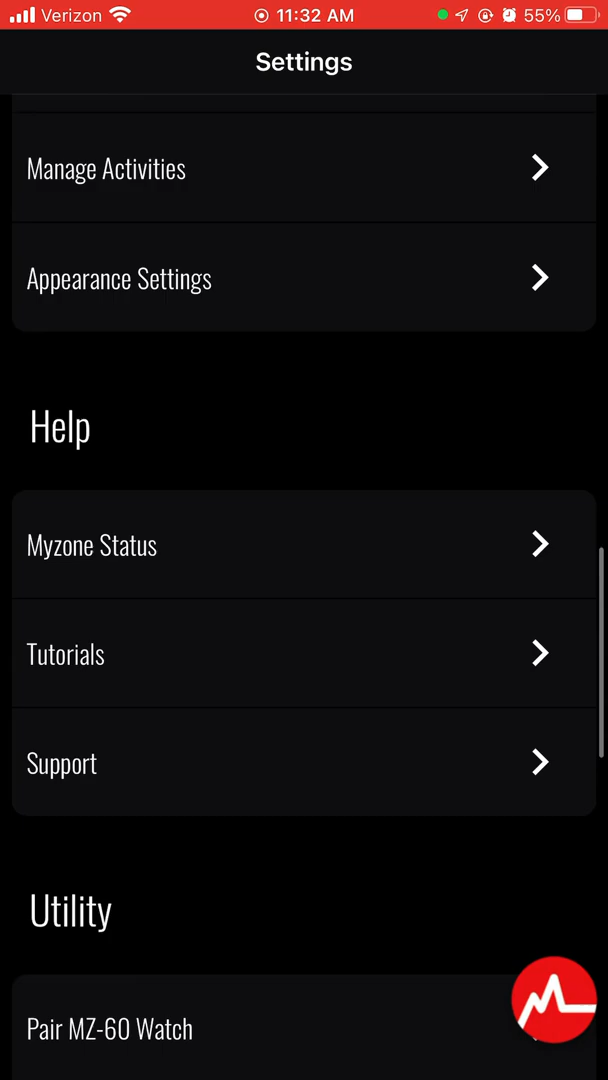 Verizon 11:32 AM 55%
Settings
Manage Activities
Appearance Settings
Help
Myzone Status
Tutorials
Support
Utility
Pair MZ-60 Watch